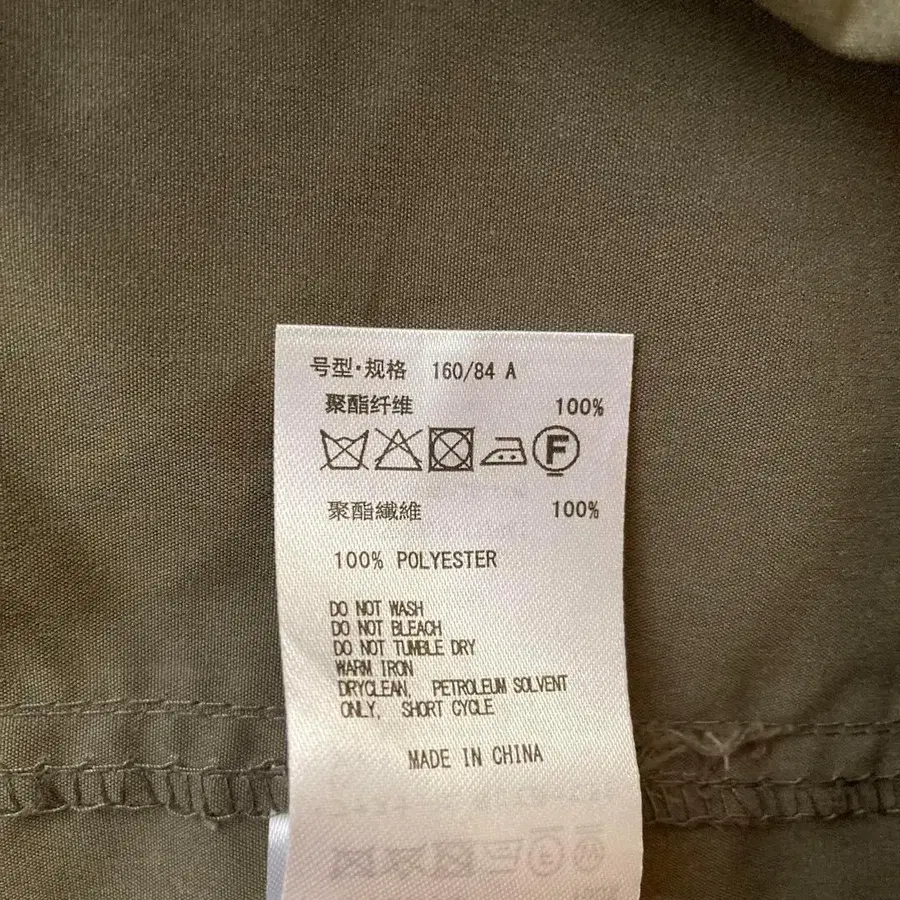 号型·规格 160/84 A
聚酯纤维 100%
F
聚酯纖維 100%
100% POLYESTER
DO NOT WASH
DO NOT BLEACH
DO NOT TUMBLE DRY
WARM IRON
DRYCLEAN, PETROLEUM SOLVENT
ONLY, SHORT CYCLE
MADE IN CHINA